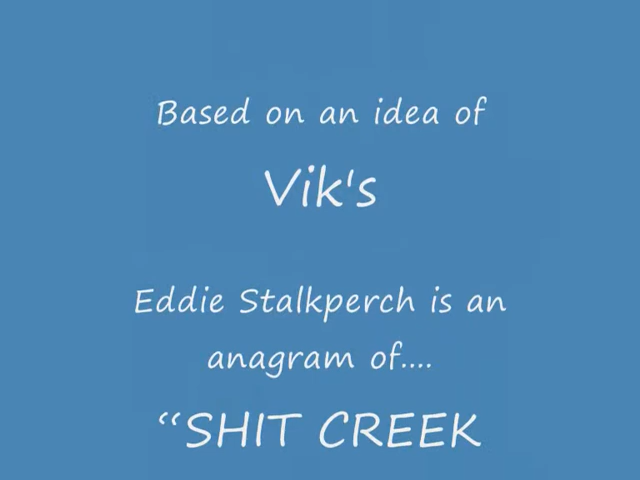 Based on an idea of
Vik's
Eddie Stalkperch is an
anagram of....
“SHIT CREEK